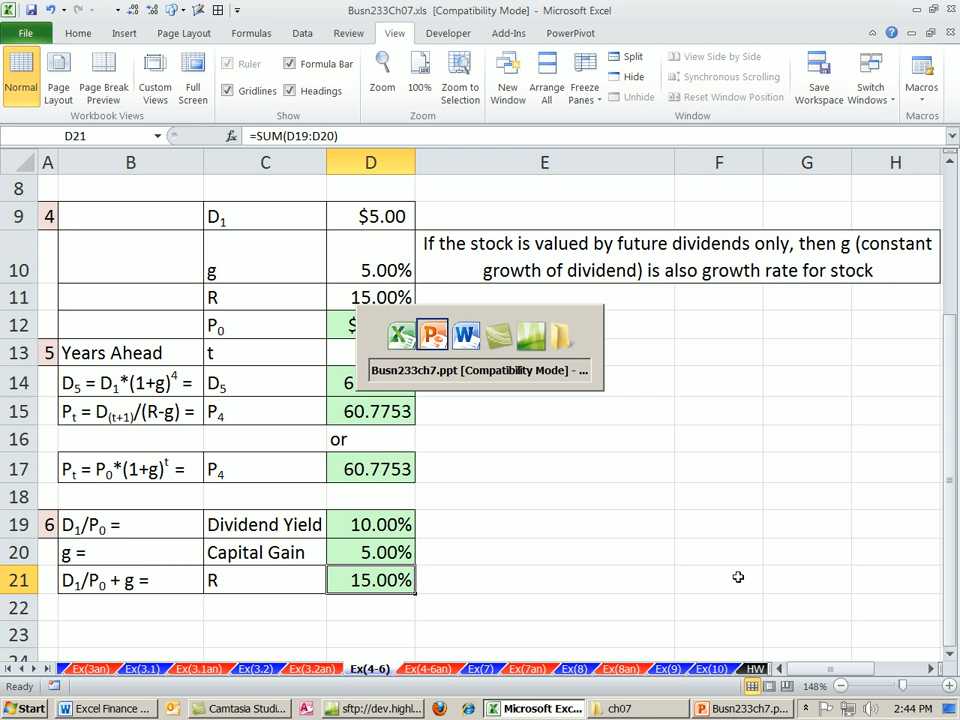 Busn233Ch07.xls [Compatibility Mode] - Microsoft Excel
File Home Insert Page Layout Formulas Data Review View Developer Add-Ins PowerPivot
Normal Page Layout Page Break Preview Custom Views Full Screen
Ruler Formula Bar
Gridlines Headings
Zoom 100% Zoom to Selection
New Window Arrange All Freeze Panes
Split
Hide
Unhide
View Side by Side
Synchronous Scrolling
Reset Window Position
Save Workspace Switch Windows Macros
Workbook Views Show Zoom Window Macros
D21 fx =SUM(D19:D20)
A B C D E F G H
8
9 4 D1 $5.00
If the stock is valued by future dividends only, then g (constant
10 g 5.00% growth of dividend) is also growth rate for stock
11 R 15.00%
12 P0 $
13 5 Years Ahead t
14 D5 = D1*(1+g)^4 = D5 6
15 Pt = D(t+1)/(R-g) = P4 60.7753
16 or
17 Pt = P0*(1+g)^t = P4 60.7753
18
19 6 D1/P0 = Dividend Yield 10.00%
20 g = Capital Gain 5.00%
21 D1/P0 + g = R 15.00%
22
23
24
Busn233ch7.ppt [Compatibility Mode] - ...
Ex(3an) Ex(3.1) Ex(3.1an) Ex(3.2) Ex(3.2an) Ex(4-6) Ex(4-6an) Ex(7) Ex(7an) Ex(8) Ex(8an) Ex(9) Ex(10) HW
Ready 148%
Start Excel Finance ... Camtasia Studi... sftp://dev.highl... Microsoft Exc... ch07 Busn233ch7.p... 2:44 PM